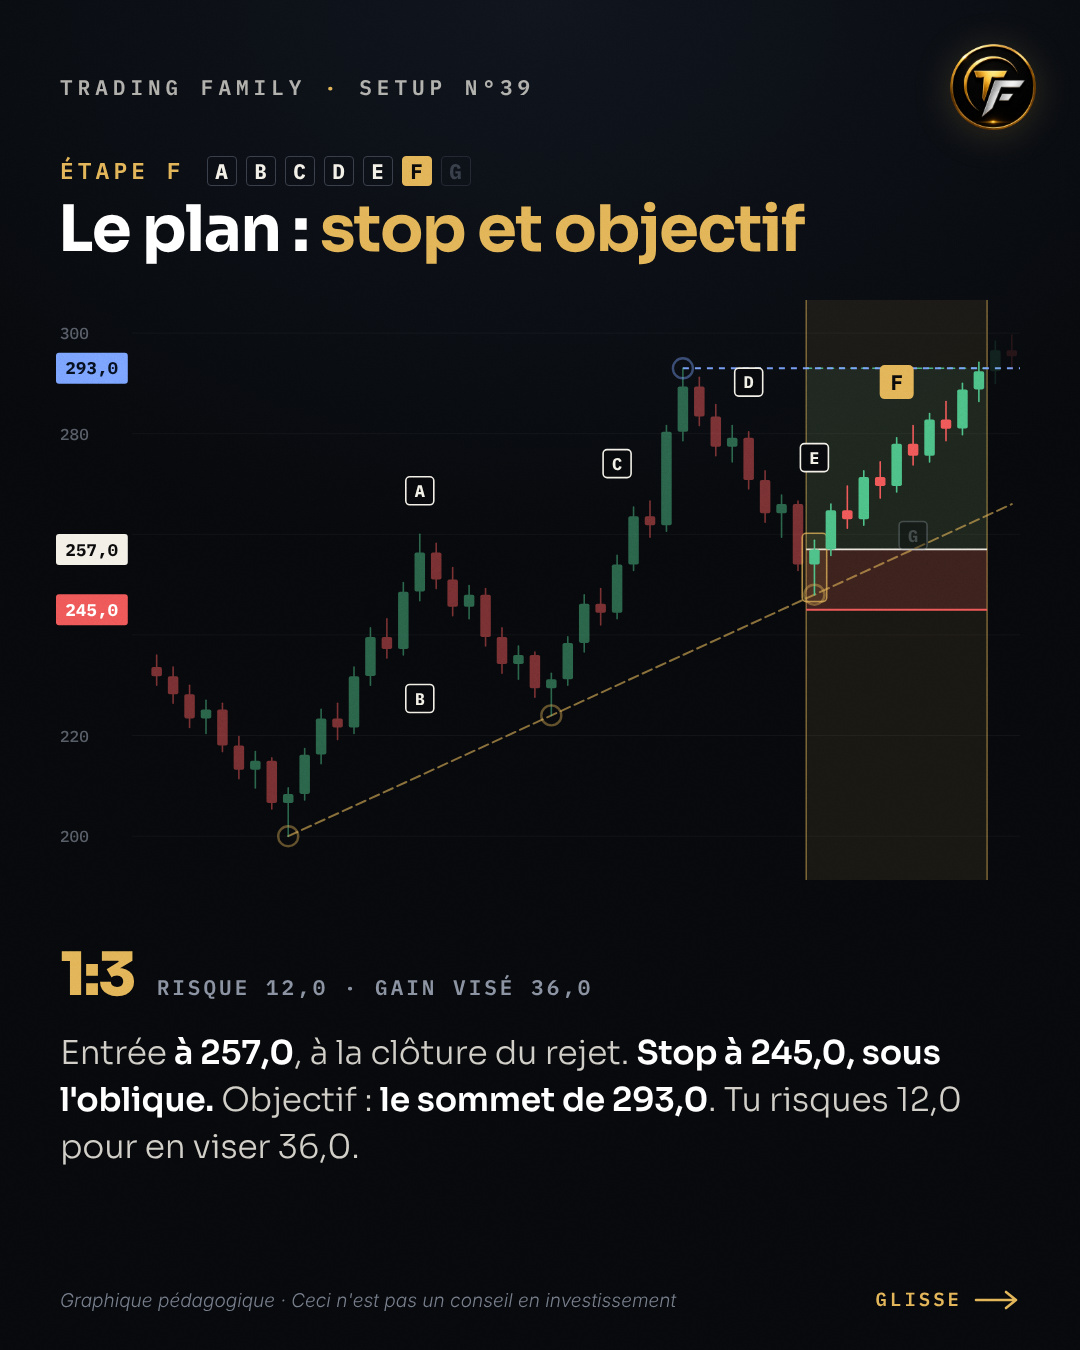 TRADING FAMILY · SETUP N°39
TF
ÉTAPE F A B C D E F G
Le plan : stop et objectif
300
293,0
280
257,0
245,0
220
200
A
B
C
D
E
F
G
1:3 RISQUE 12,0 · GAIN VISÉ 36,0
Entrée à 257,0, à la clôture du rejet. Stop à 245,0, sous
l'oblique. Objectif : le sommet de 293,0. Tu risques 12,0
pour en viser 36,0.
Graphique pédagogique · Ceci n'est pas un conseil en investissement
GLISSE →